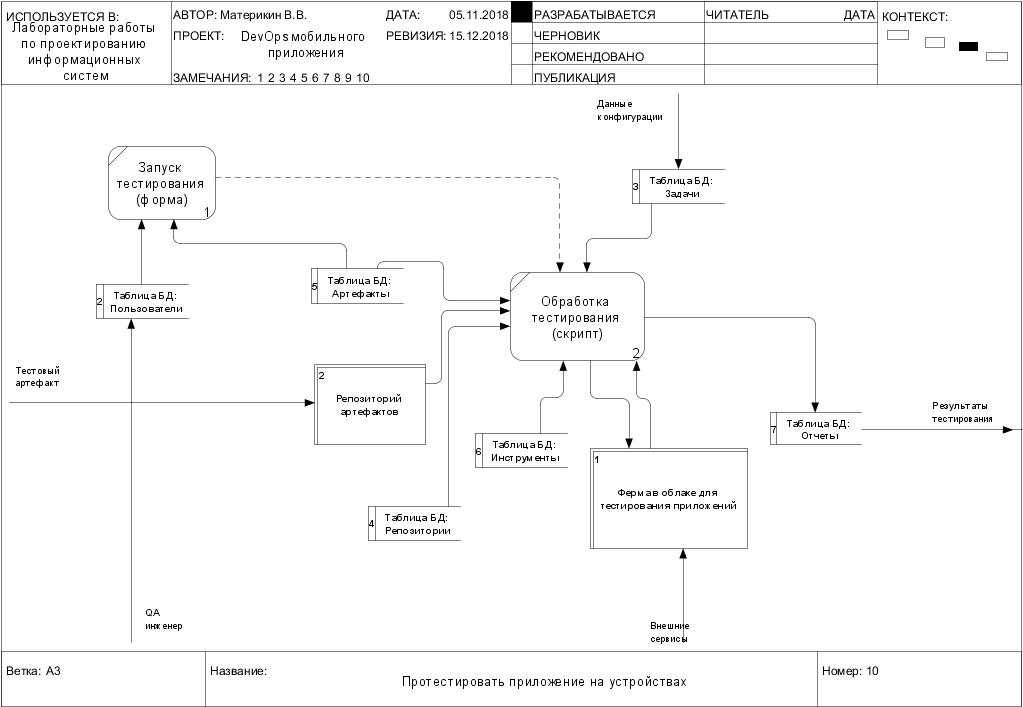 ИСПОЛЬЗУЕТСЯ В:
Лабораторные работы
по проектированию
информационных
систем
АВТОР: Материкин В.В.
ДАТА: 05.11.2018
ПРОЕКТ: DevOps мобильного
приложения
РЕВИЗИЯ: 15.12.2018
ЗАМЕЧАНИЯ: 1 2 3 4 5 6 7 8 9 10
РАЗРАБАТЫВАЕТСЯ
ЧЕРНОВИК
РЕКОМЕНДОВАНО
ПУБЛИКАЦИЯ
ЧИТАТЕЛЬ ДАТА
КОНТЕКСТ:
Данные
конфигурации
Запуск
тестирования
(форма)
1
3
Таблица БД:
Задачи
2
Таблица БД:
Пользователи
5
Таблица БД:
Артефакты
Обработка
тестирования
(скрипт)
2
Тестовый
артефакт
2
Репозиторий
артефактов
Результаты
тестирования
7
Таблица БД:
Отчеты
6
Таблица БД:
Инструменты
1
Ферма в облаке для
тестирования приложений
4
Таблица БД:
Репозитории
QA
инженер
Внешние
сервисы
Ветка: A3
Название:
Протестировать приложение на устройствах
Номер: 10